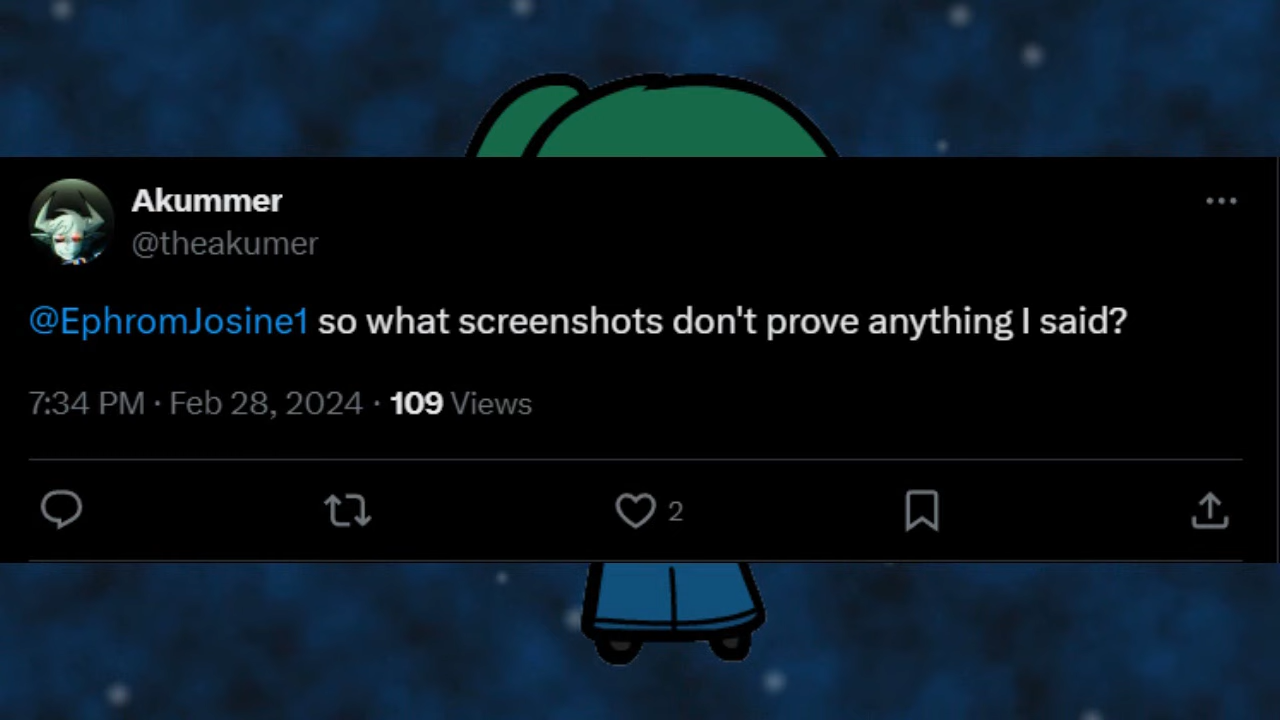 Akummer
@theakumer
@EphromJosine1 so what screenshots don't prove anything I said?
7:34 PM · Feb 28, 2024 · 109 Views
2